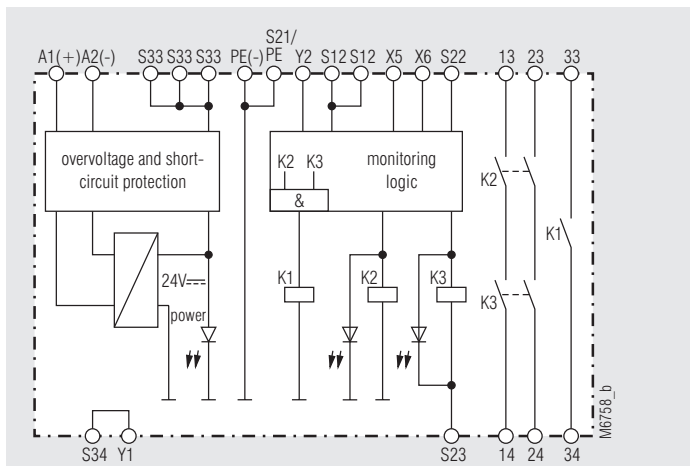 S21/
A1(+) A2(-) S33 S33 S33 PE(-) PE Y2 S12 S12 X5 X6 S22 13 23 33
overvoltage and short-
circuit protection
K2 K3
monitoring
logic
&
K2
K1
24V
K1 K2 K3
K3
power
M6758_b
S34 Y1 S23 14 24 34